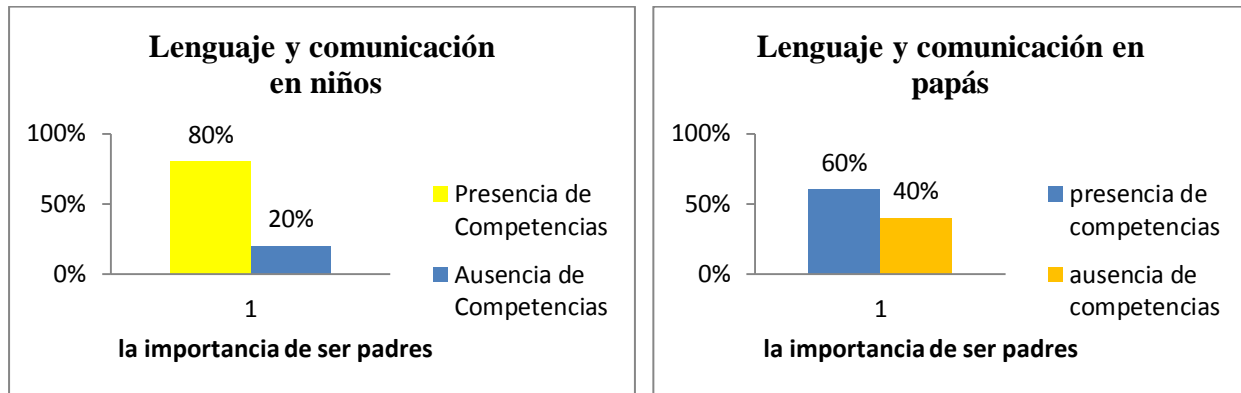 Lenguaje y comunicación
en niños
100%
80%
50%
20%
0%
1
Presencia de
Competencias
Ausencia de
Competencias
la importancia de ser padres
Lenguaje y comunicación en
papás
100%
60%
50%
40%
0%
1
presencia de
competencias
ausencia de
competencias
la importancia de ser padres